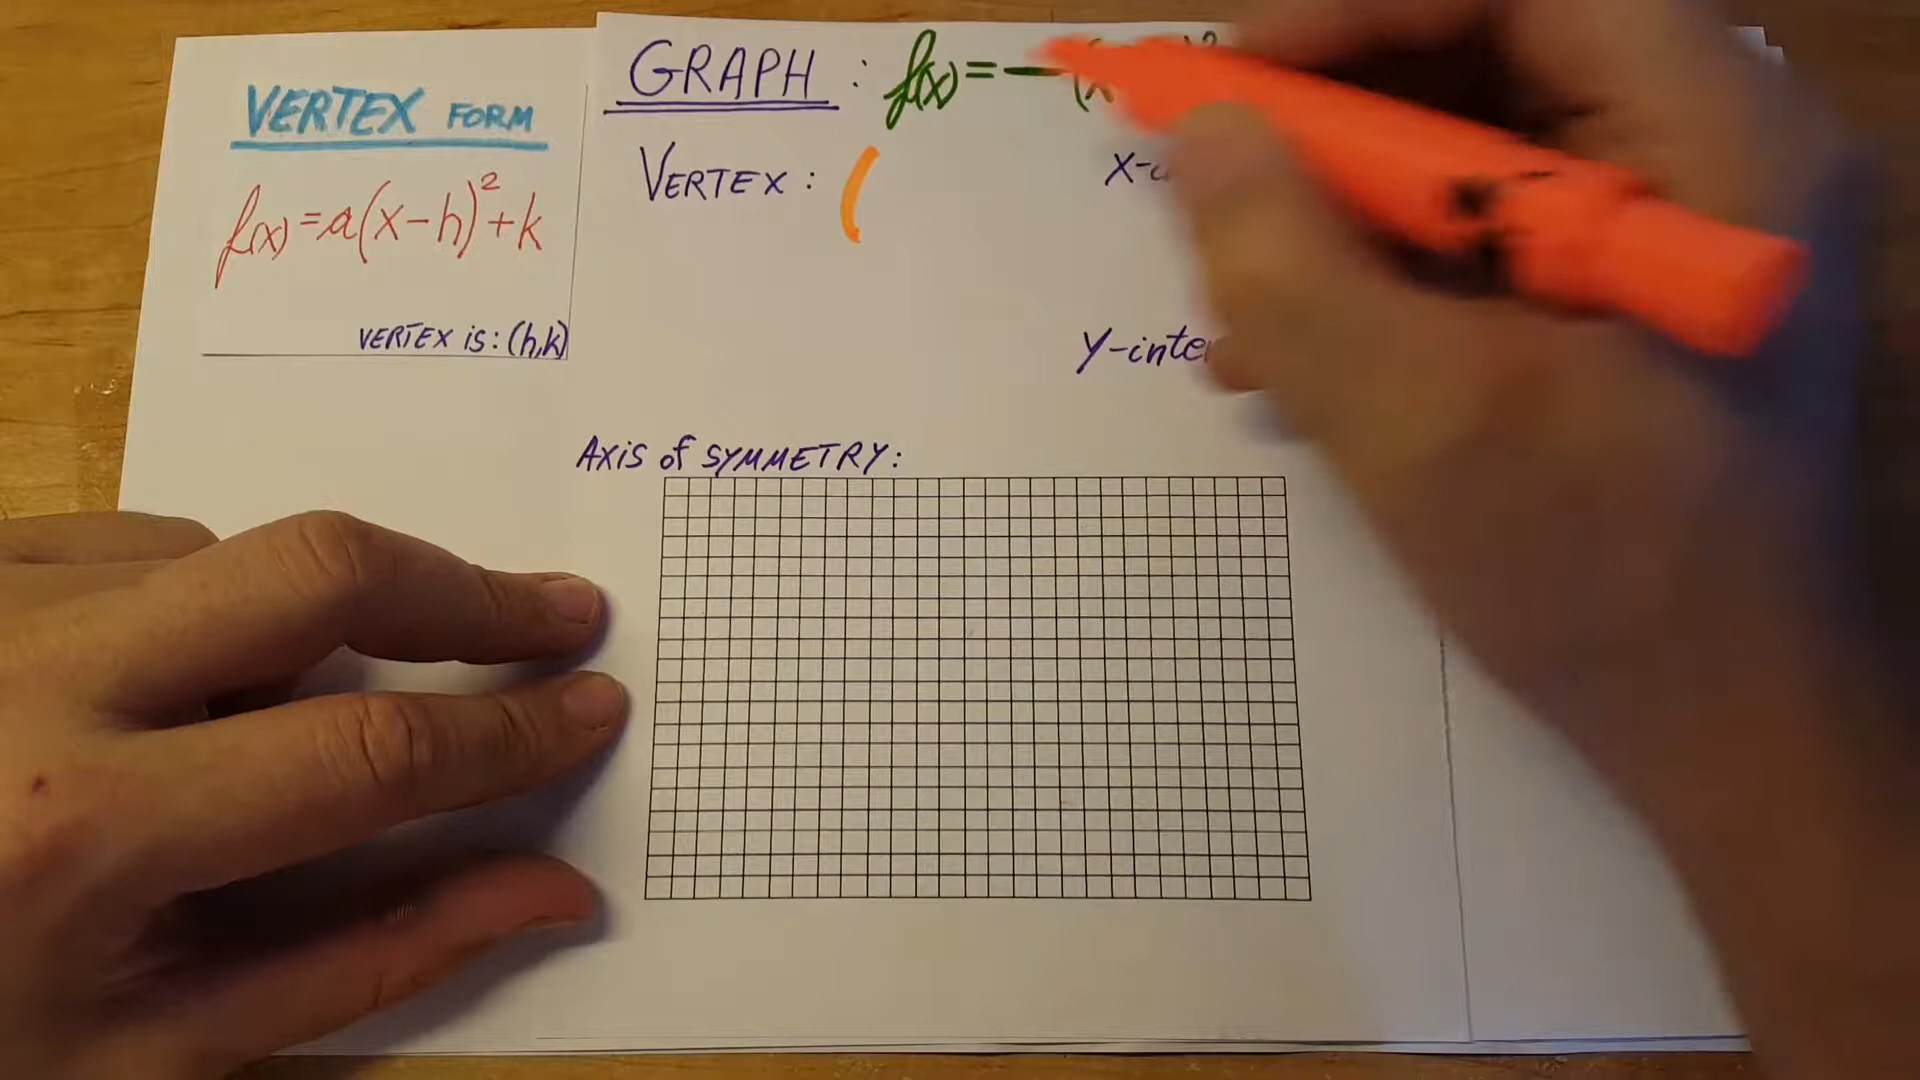 VERTEX FORM
f(x)=a(x-h)²+k
VERTEX is: (h,k)
GRAPH : f(x)=-(x
VERTEX : (
x-
y-inte
Axis of SYMMETRY: